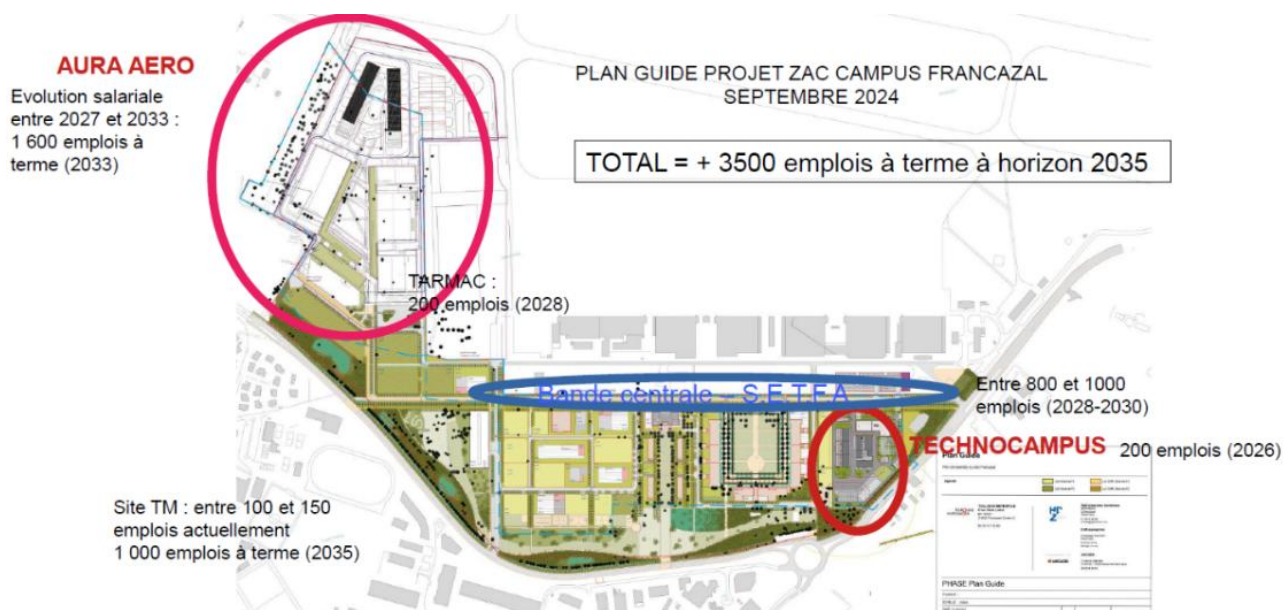 AURA AERO
Evolution salariale
entre 2027 et 2033 :
1 600 emplois à
terme (2033)
PLAN GUIDE PROJET ZAC CAMPUS FRANCAZAL
SEPTEMBRE 2024
TOTAL = + 3500 emplois à terme à horizon 2035
TARMAC :
200 emplois (2028)
Bande centrale – S.E.T.F.A
Entre 800 et 1000
emplois (2028-2030)
TECHNOCAMPUS 200 emplois (2026)
Site TM : entre 100 et 150
emplois actuellement
1 000 emplois à terme (2035)
Plan Guide
PHASE Plan Guide